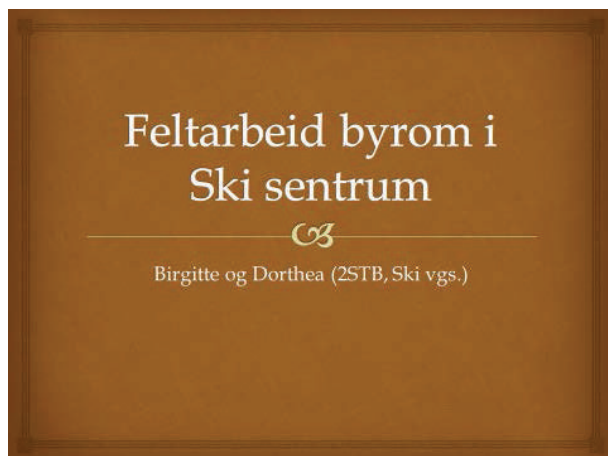 Feltarbeid byrom i
Ski sentrum
Birgitte og Dorthea (2STB, Ski vgs.)